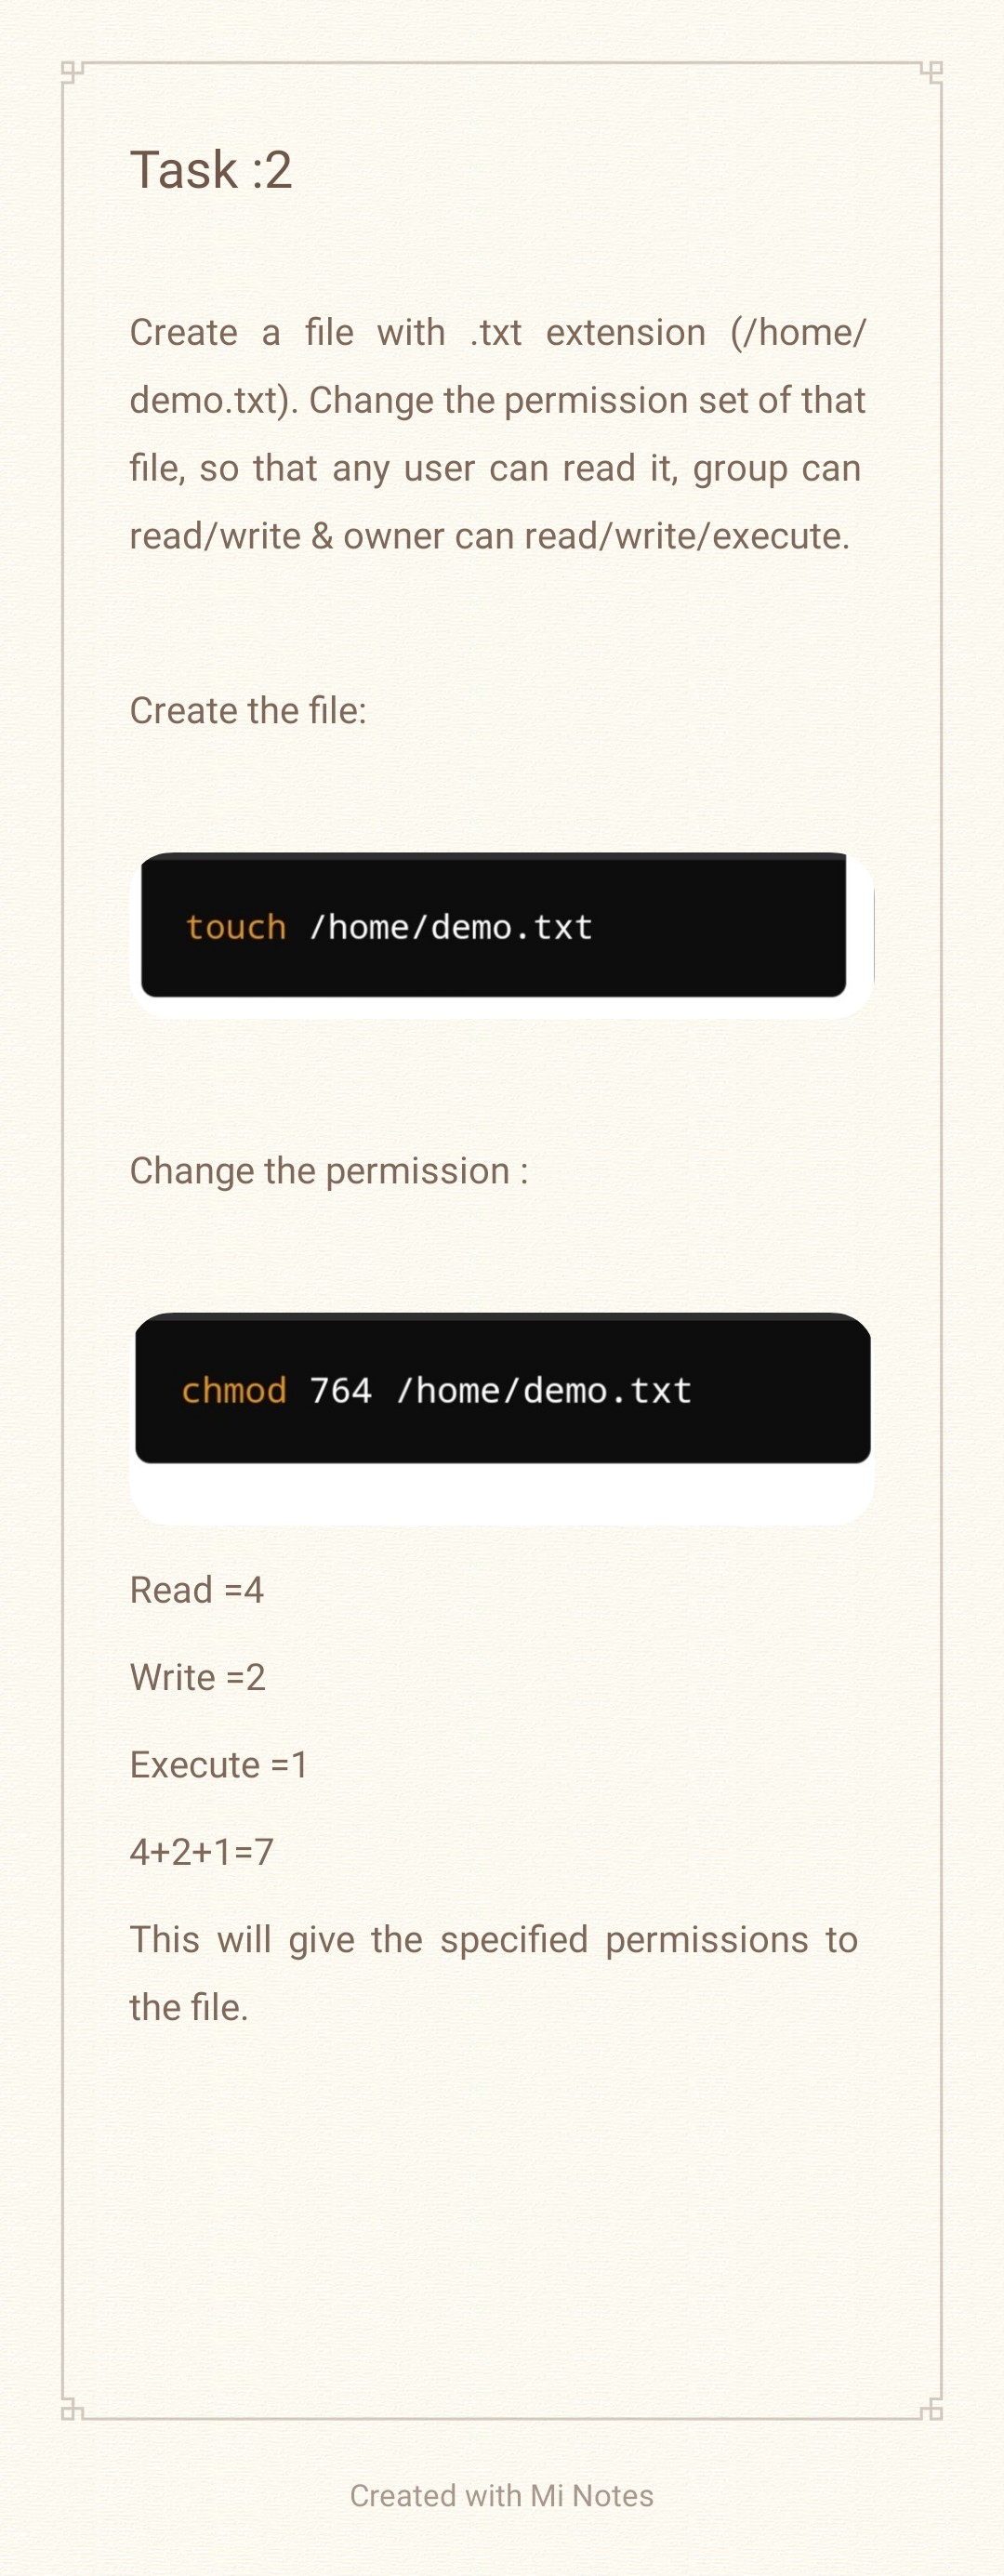 Task :2
Create a file with .txt extension (/home/
demo.txt). Change the permission set of that
file, so that any user can read it, group can
read/write & owner can read/write/execute.
Create the file:
touch /home/demo.txt
Change the permission :
chmod 764 /home/demo.txt
Read =4
Write =2
Execute =1
4+2+1=7
This will give the specified permissions to
the file.
Created with Mi Notes